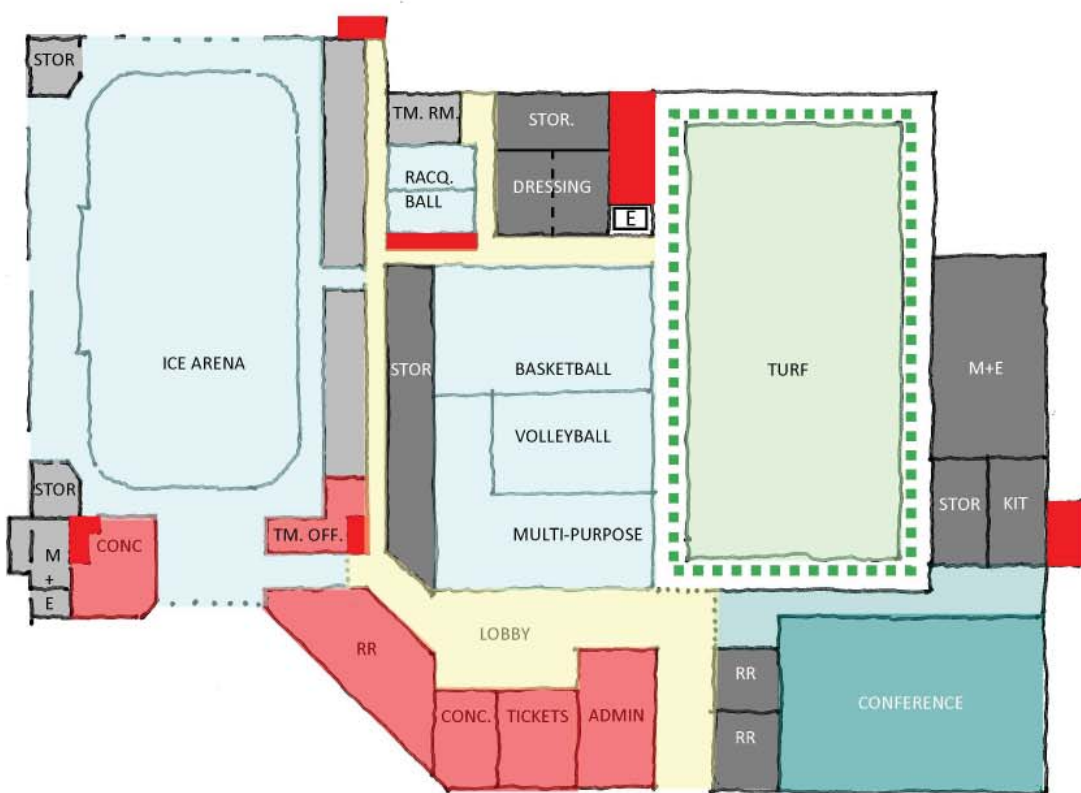 STOR
TM. RM.
STOR.
RACQ.
BALL
DRESSING
E
ICE ARENA
STOR
BASKETBALL
TURF
M+E
VOLLEYBALL
STOR
STOR
KIT
TM. OFF.
MULTI-PURPOSE
CONC
M
+
E
LOBBY
RR
RR
CONFERENCE
CONC.
TICKETS
ADMIN
RR